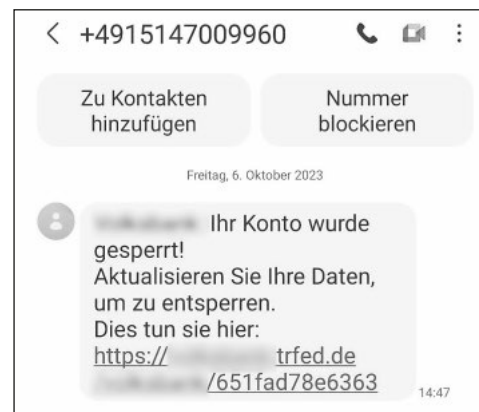 +4915147009960
Zu Kontakten
hinzufügen
Nummer
blockieren
Freitag, 6. Oktober 2023
Ihr Konto wurde
gesperrt!
Aktualisieren Sie Ihre Daten,
um zu entsperren.
Dies tun sie hier:
https:// trfed.de
/651fad78e6363
14:47